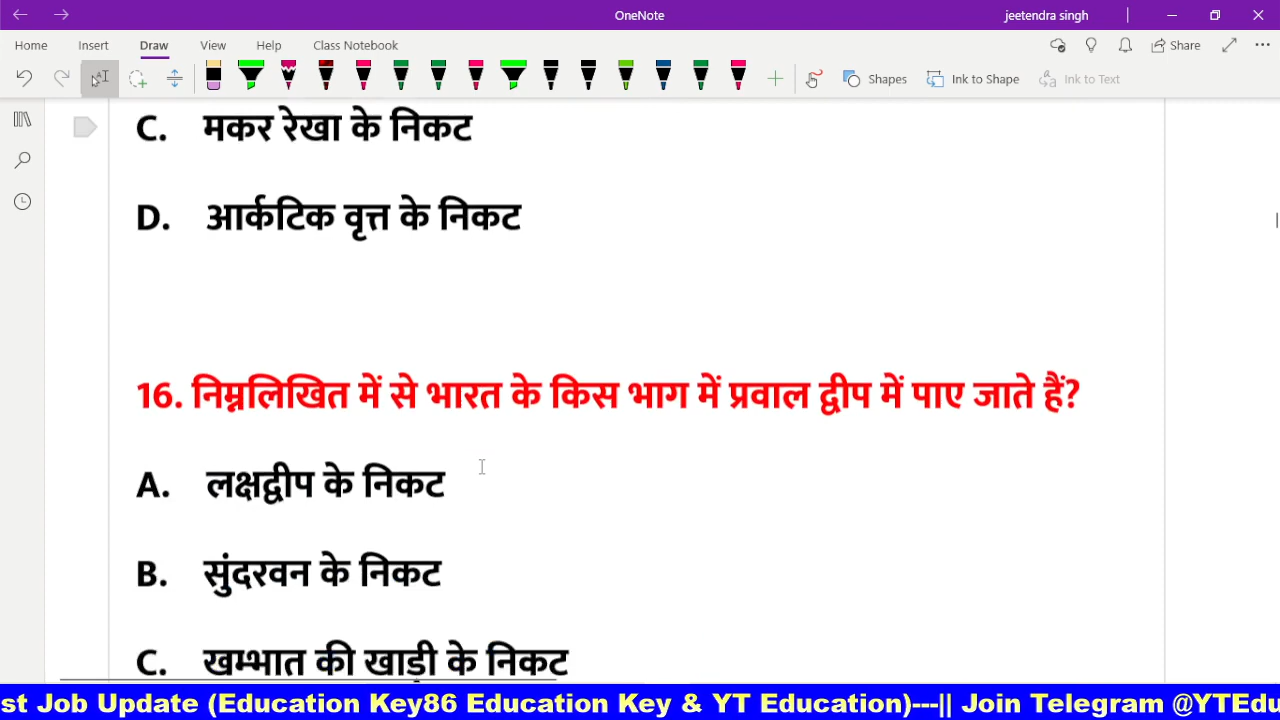 OneNote
jeetendra singh
Home Insert Draw View Help Class Notebook
Share
Shapes Ink to Shape Ink to Text
C. मकर रेखा के निकट
D. आर्कटिक वृत्त के निकट
16. निम्नलिखित में से भारत के किस भाग में प्रवाल द्वीप में पाए जाते हैं?
A. लक्षद्वीप के निकट
B. सुंदरवन के निकट
C. खम्भात की खाड़ी के निकट
st Job Update (Education Key86 Education Key & YT Education)---|| Join Telegram @YTEdu